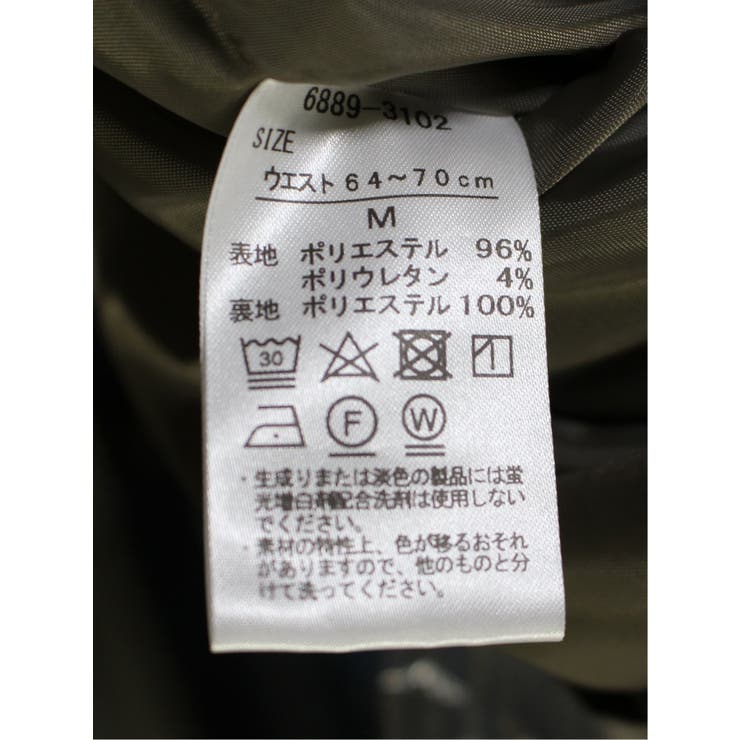 6889-3102
SIZE
ウエスト64～70cm
M
表地 ポリエステル 96%
ポリウレタン 4%
裏地 ポリエステル 100%
30
F W
・生成りまたは淡色の製品には蛍
光増白剤配合洗剤は使用しない
でください。
・素材の特性上、色が移るおそれ
がありますので、他のものと分
けて洗ってください。